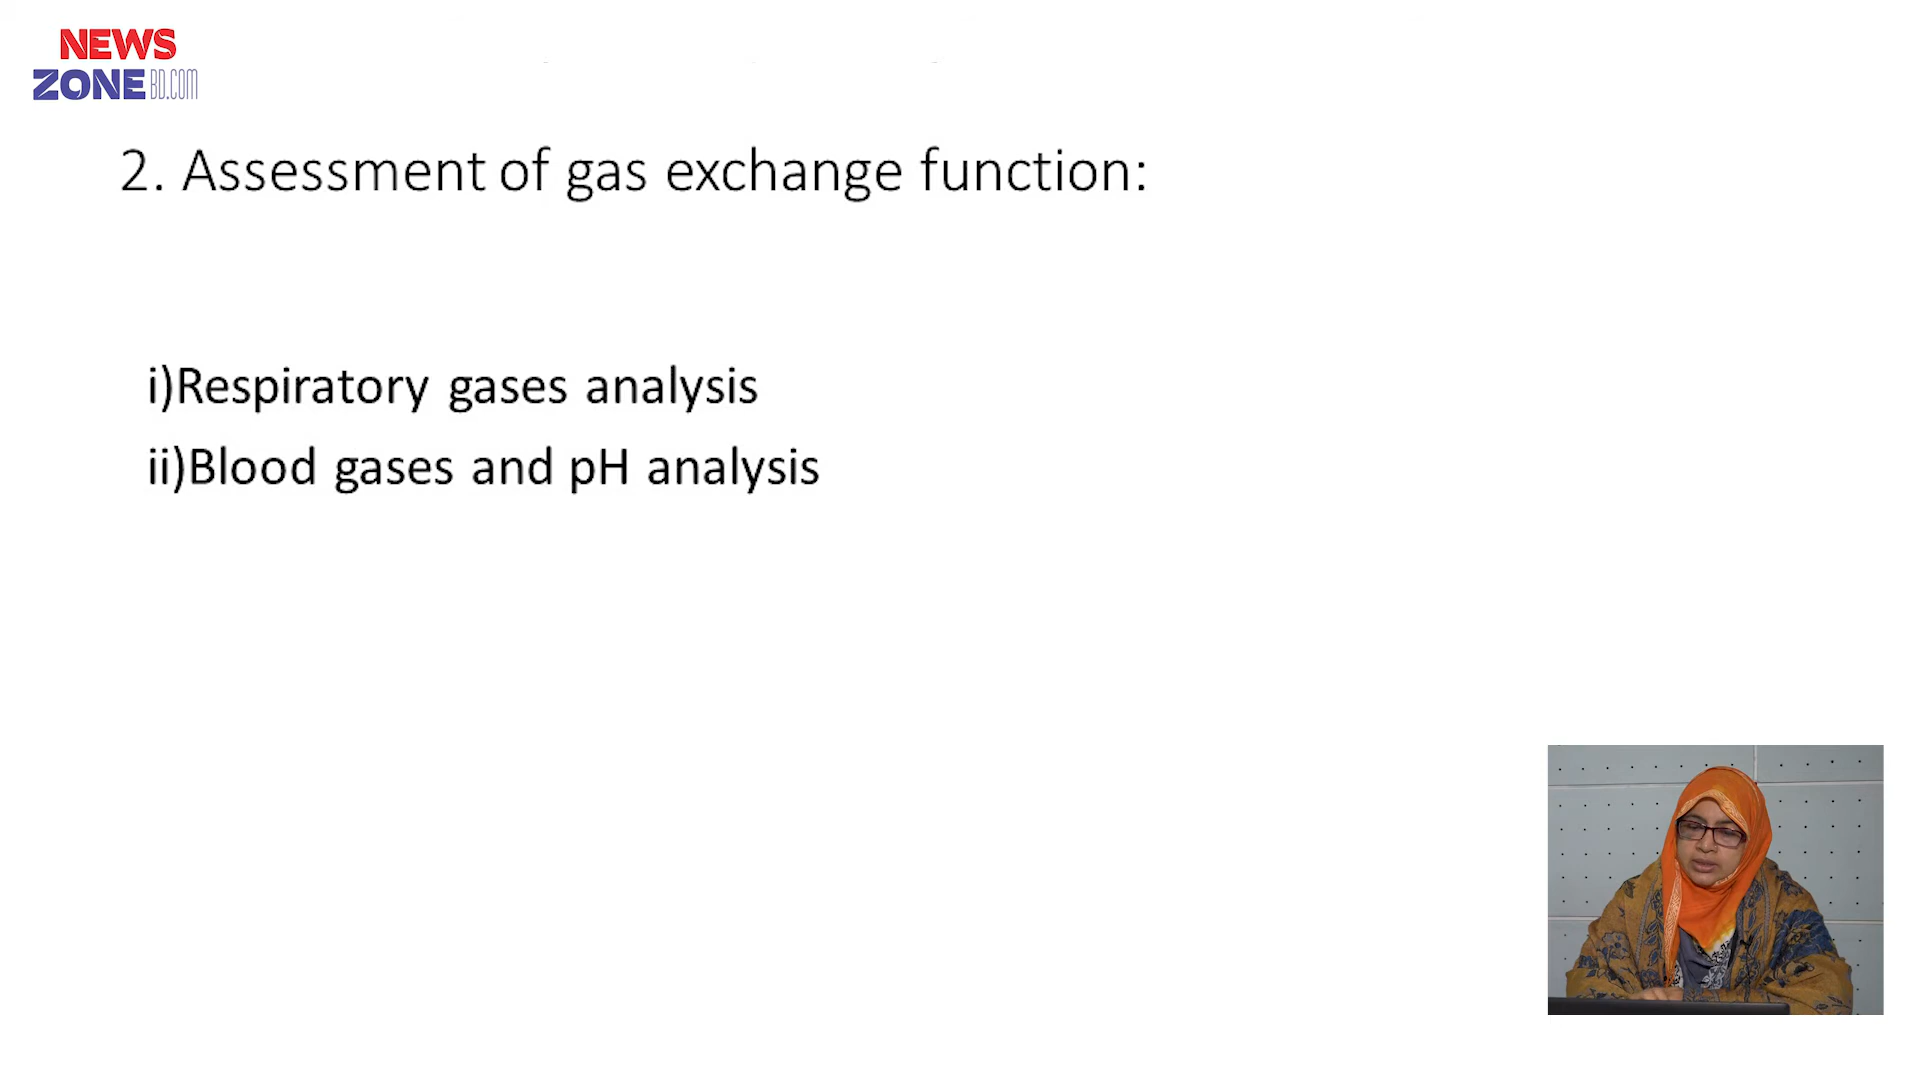 NEWS
ZONE BD.COM
2. Assessment of gas exchange function:
i)Respiratory gases analysis
ii)Blood gases and pH analysis